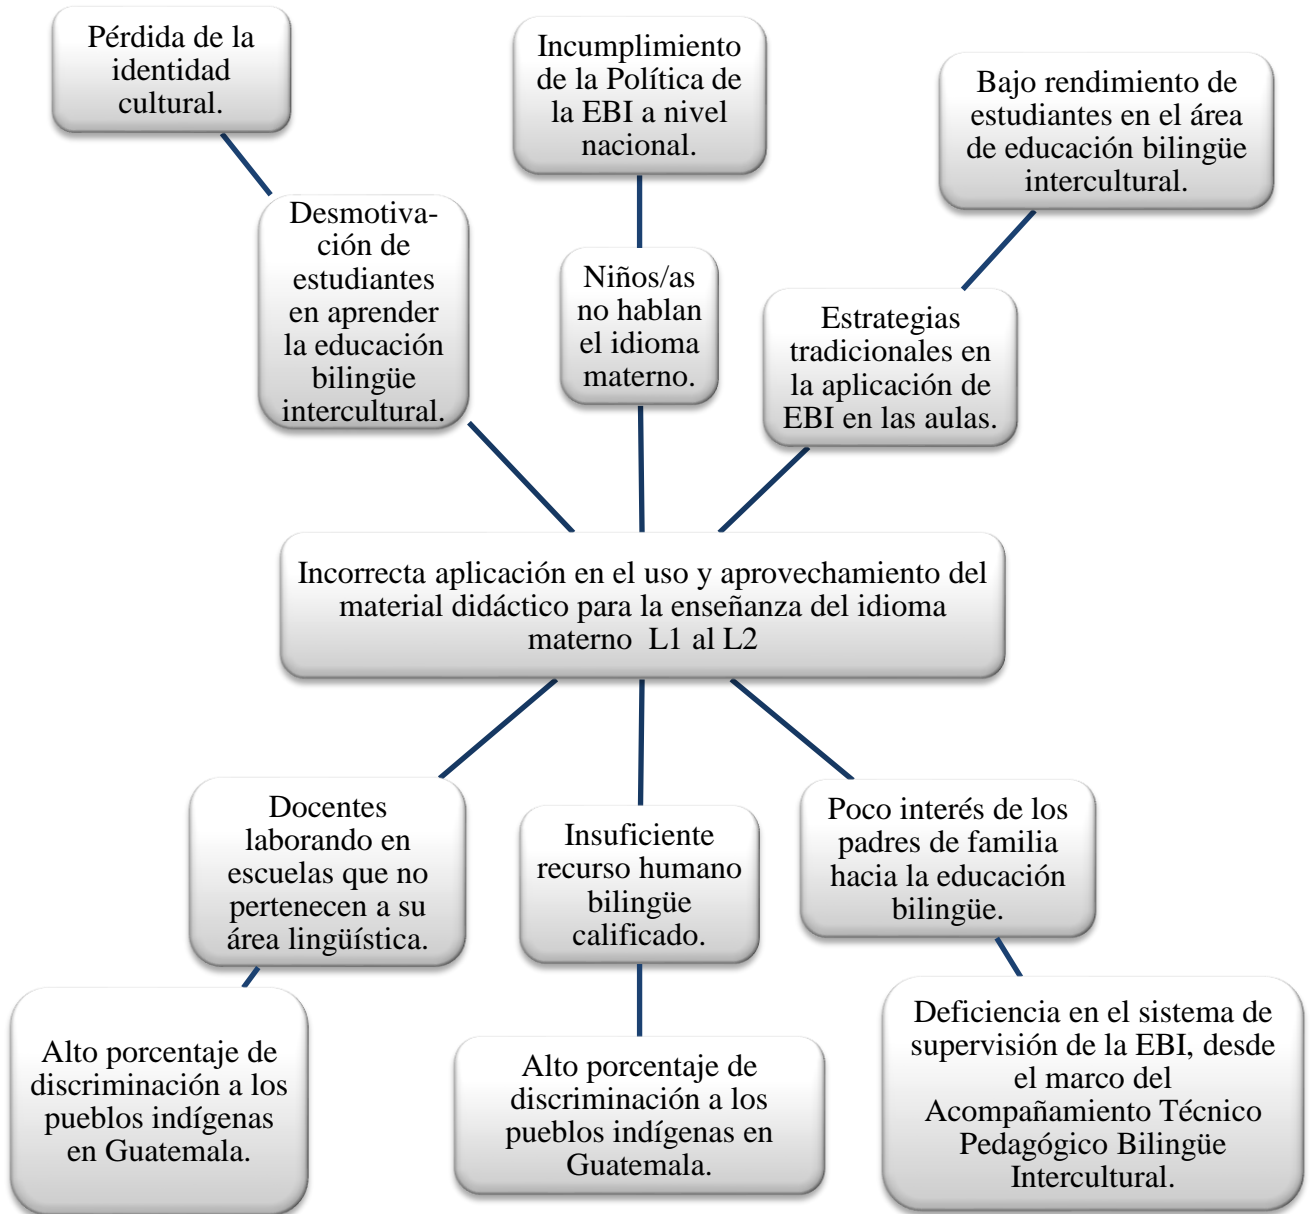 Pérdida de la
identidad
cultural.
Incumplimiento
de la Política de
la EBI a nivel
nacional.
Bajo rendimiento de
estudiantes en el área
de educación bilingüe
intercultural.
Desmotiva-
ción de
estudiantes
en aprender
la educación
bilingüe
intercultural.
Niños/as
no hablan
el idioma
materno.
Estrategias
tradicionales en
la aplicación de
EBI en las aulas.
Incorrecta aplicación en el uso y aprovechamiento del
material didáctico para la enseñanza del idioma
materno L1 al L2
Docentes
laborando en
escuelas que no
pertenecen a su
área lingüística.
Insuficiente
recurso humano
bilingüe
calificado.
Poco interés de los
padres de familia
hacia la educación
bilingüe.
Alto porcentaje de
discriminación a los
pueblos indígenas
en Guatemala.
Alto porcentaje de
discriminación a los
pueblos indígenas en
Guatemala.
Deficiencia en el sistema de
supervisión de la EBI, desde
el marco del
Acompañamiento Técnico
Pedagógico Bilingüe
Intercultural.